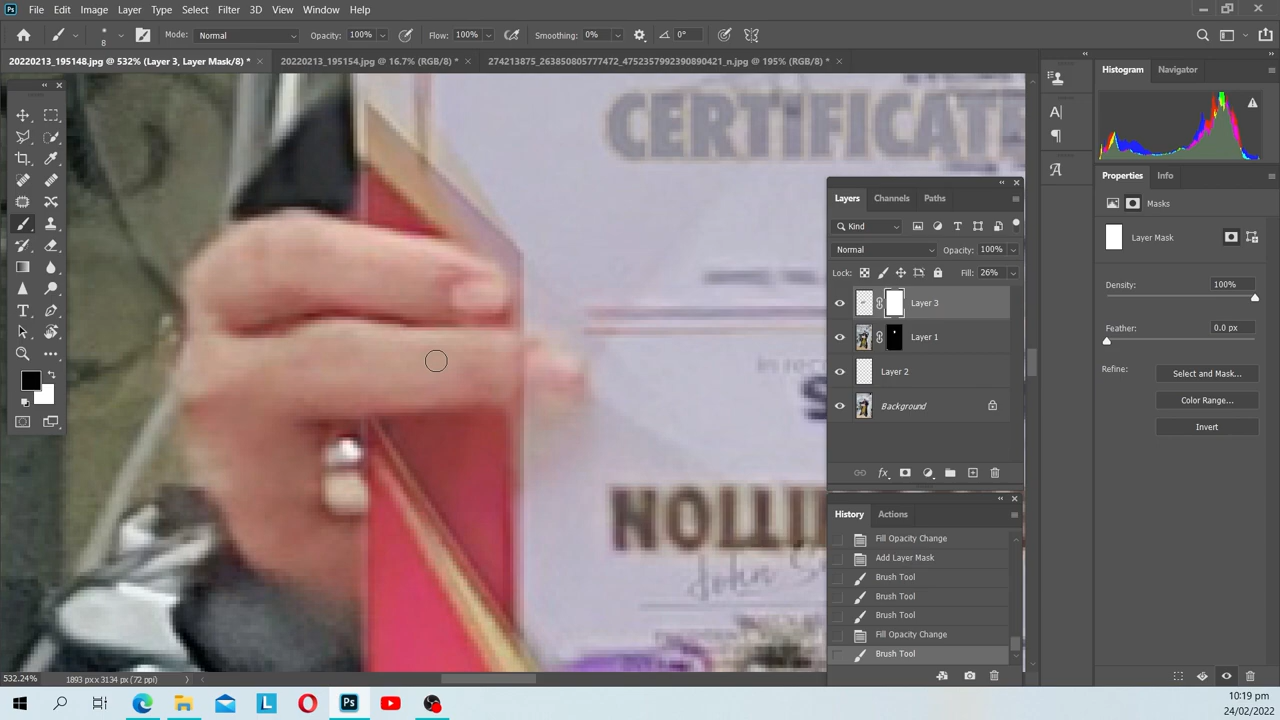 File Edit Image Layer Type Select Filter 3D View Window Help
8 Mode: Normal Opacity: 100% Flow: 100% Smoothing: 0% 0°
20220213_195148.jpg @ 532% (Layer 3, Layer Mask/8) * × 20220213_195154.jpg @ 16.7% (RGB/8) * × 274213875_263850805777472_4752357992390890421_n.jpg @ 195% (RGB/8) * ×
Histogram Navigator
CERTIFICATE
Properties Info
Masks
Layer Mask
Density: 100%
Feather: 0.0 px
Refine: Select and Mask...
Color Range...
Invert
Layers Channels Paths
Kind
Normal Opacity: 100%
Lock: Fill: 26%
Layer 3
Layer 1
Layer 2
Background
fx
History Actions
Fill Opacity Change
Add Layer Mask
Brush Tool
Brush Tool
Brush Tool
Fill Opacity Change
Brush Tool
John
532.24% 1893 px x 3134 px (72 ppi)
10:19 pm
24/02/2022